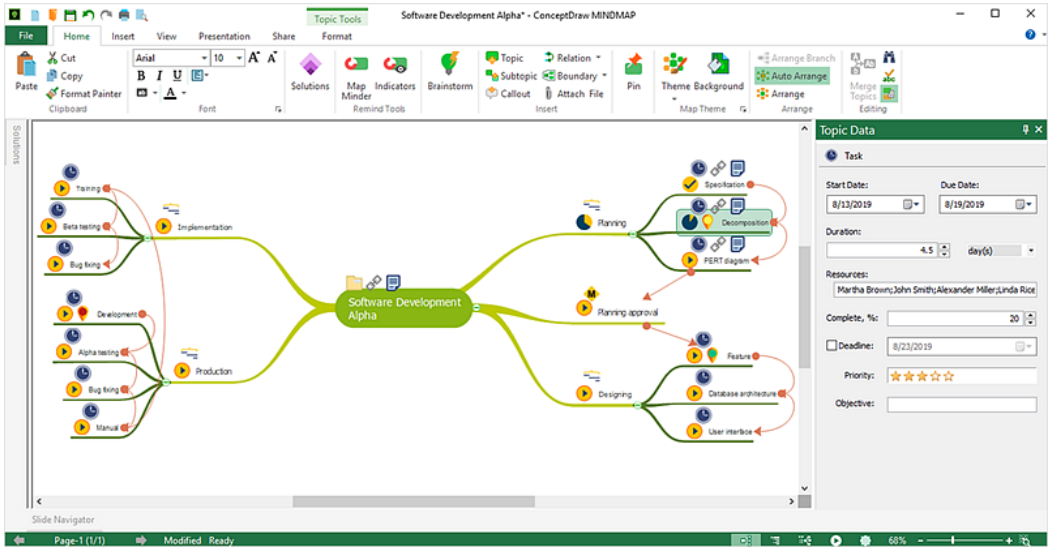 Topic Tools
Software Development Alpha* - ConceptDraw MINDMAP
File Home Insert View Presentation Share Format
Paste
Cut
Copy
Format Painter
Clipboard
Arial 10 A A
B I U E
A
Font
Solutions
Map Minder
Indicators
Remind Tools
Brainstorm
Topic
Subtopic
Callout
Relation
Boundary
Attach File
Insert
Pin
Theme
Background
Map Theme
Arrange Branch
Auto Arrange
Arrange
Arrange
Merge Topics
abc
Editing
Solutions
Training
Beta testing
Bug fixing
Implementation
Development
Alpha testing
Bug fixing
Manual
Production
Software Development
Alpha
Specification
Decomposition
PERT diagram
Planning
M
Planning approval
Feature
Database architecture
User interface
Designing
Topic Data
Task
Start Date: Due Date:
8/13/2019 8/19/2019
Duration:
4.5 day(s)
Resources:
Martha Brown;John Smith;Alexander Miller;Linda Rice
Complete, %: 20
Deadline: 8/23/2019
Priority:
Objective:
Slide Navigator
Page-1 (1/1) Modified Ready 68%